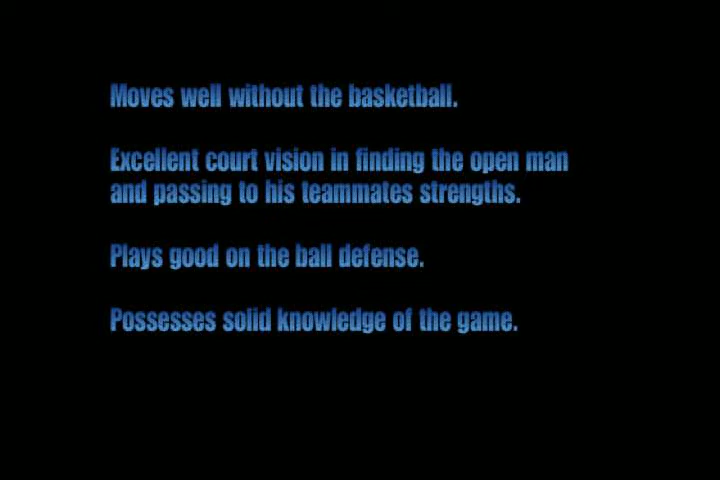 Moves well without the basketball.
Excellent court vision in finding the open man
and passing to his teammates strengths.
Plays good on the ball defense.
Possesses solid knowledge of the game.